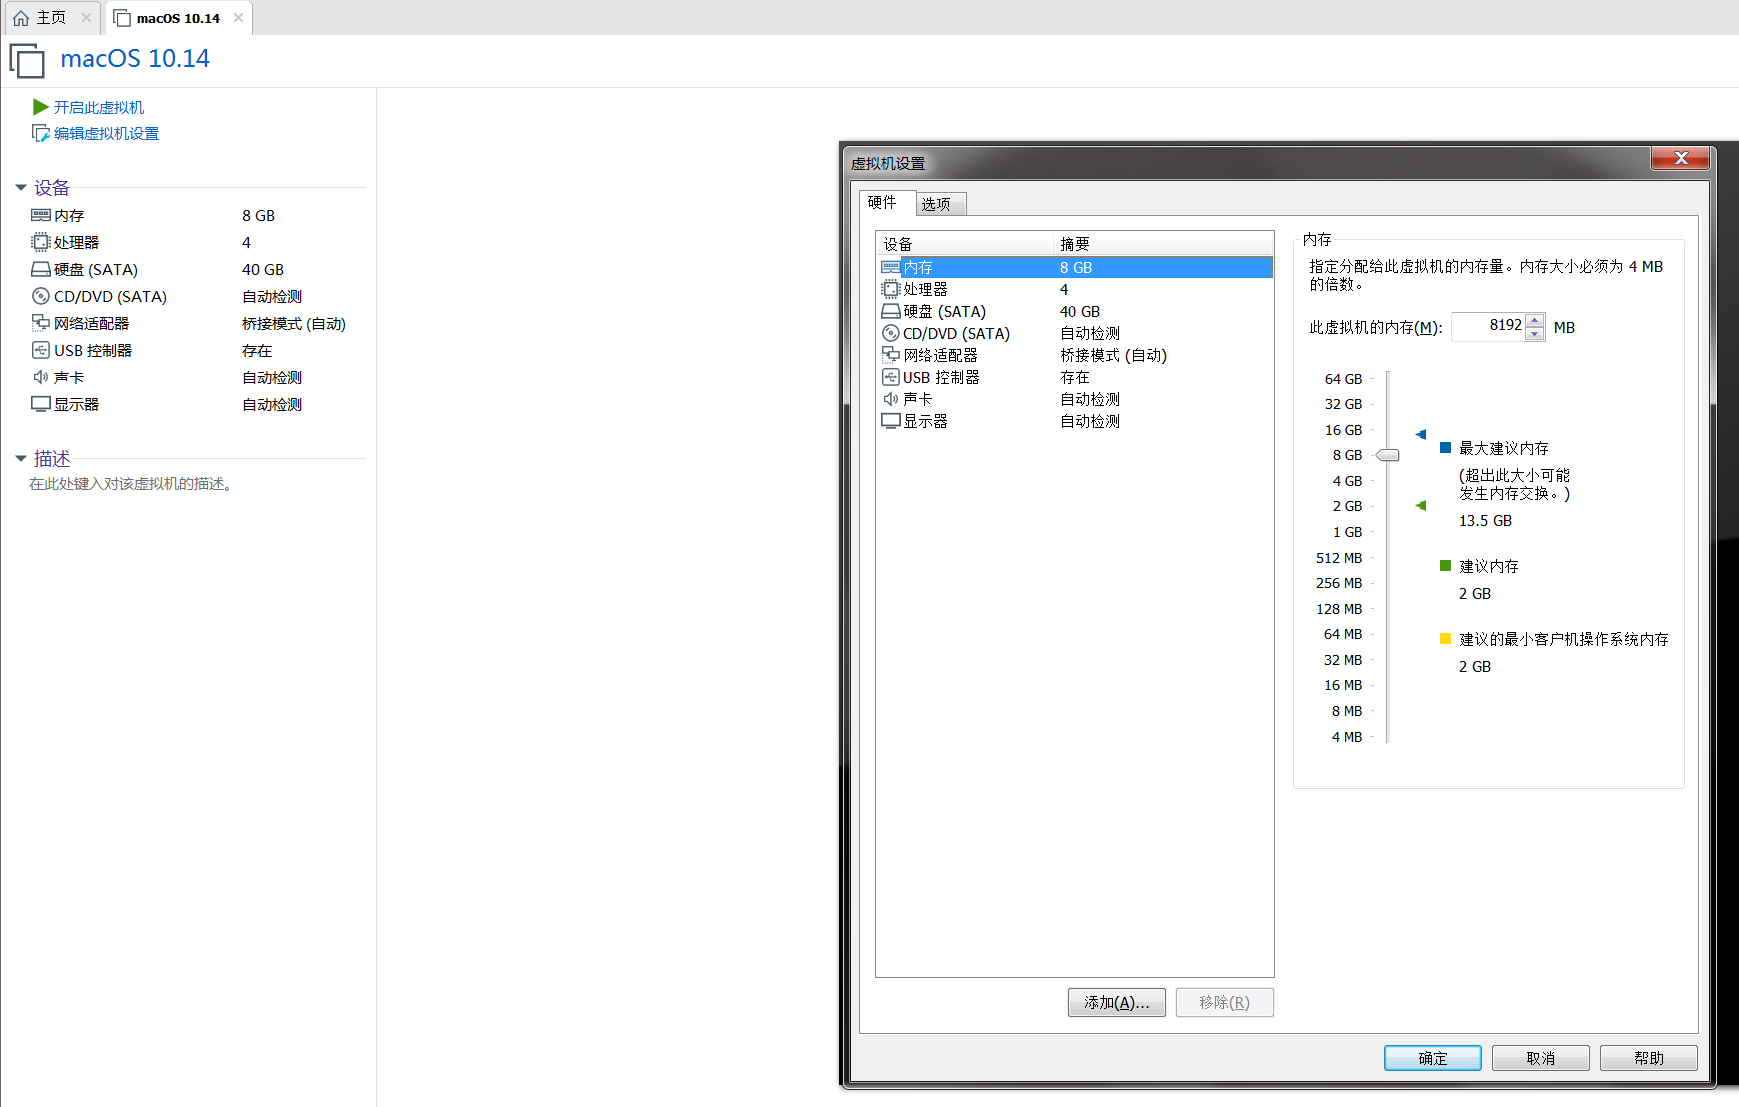 主页
macOS 10.14
macOS 10.14
开启此虚拟机
编辑虚拟机设置
设备
内存 8 GB
处理器 4
硬盘 (SATA) 40 GB
CD/DVD (SATA) 自动检测
网络适配器 桥接模式 (自动)
USB 控制器 存在
声卡 自动检测
显示器 自动检测
描述
在此处键入对该虚拟机的描述。
虚拟机设置
硬件 选项
设备 摘要
内存 8 GB
处理器 4
硬盘 (SATA) 40 GB
CD/DVD (SATA) 自动检测
网络适配器 桥接模式 (自动)
USB 控制器 存在
声卡 自动检测
显示器 自动检测
添加(A)... 移除(R)
内存
指定分配给此虚拟机的内存量。内存大小必须为 4 MB
的倍数。
此虚拟机的内存(M): 8192 MB
64 GB
32 GB
16 GB
8 GB
4 GB
2 GB
1 GB
512 MB
256 MB
128 MB
64 MB
32 MB
16 MB
8 MB
4 MB
最大建议内存
(超出此大小可能
发生内存交换。)
13.5 GB
建议内存
2 GB
建议的最小客户机操作系统内存
2 GB
确定 取消 帮助